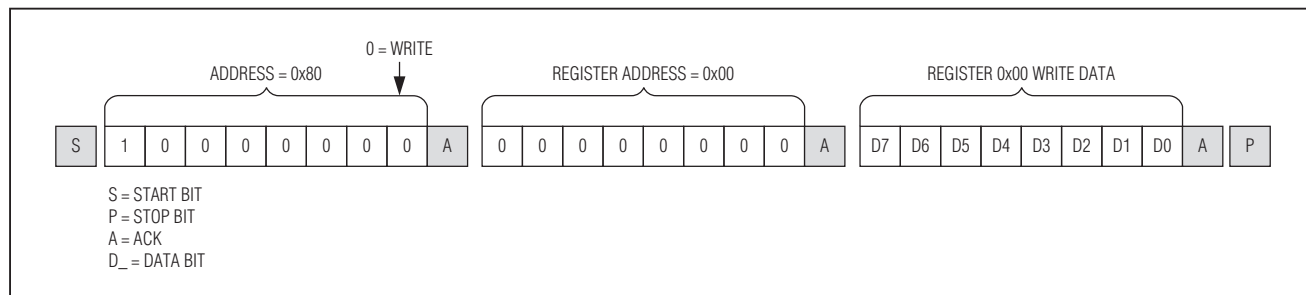 0 = WRITE
ADDRESS = 0x80 REGISTER ADDRESS = 0x00 REGISTER 0x00 WRITE DATA
S 1 0 0 0 0 0 0 0 A 0 0 0 0 0 0 0 0 A D7 D6 D5 D4 D3 D2 D1 D0 A P
S = START BIT
P = STOP BIT
A = ACK
D_ = DATA BIT